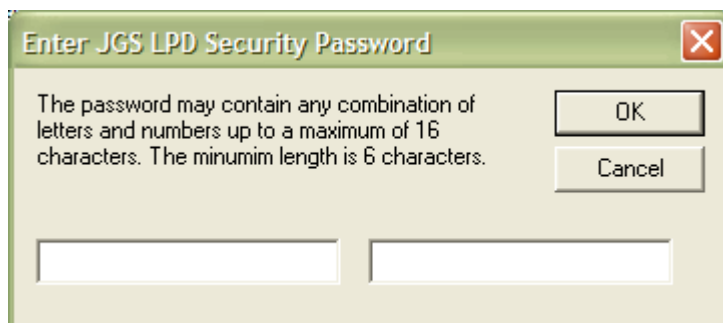 Enter JGS LPD Security Password
The password may contain any combination of
letters and numbers up to a maximum of 16
characters. The minumim length is 6 characters.
OK
Cancel